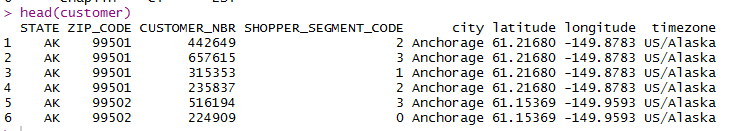 > head(customer)
STATE ZIP_CODE CUSTOMER_NBR SHOPPER_SEGMENT_CODE city latitude longitude timezone
1 AK 99501 442649 2 Anchorage 61.21680 -149.8783 US/Alaska
2 AK 99501 657615 3 Anchorage 61.21680 -149.8783 US/Alaska
3 AK 99501 315353 1 Anchorage 61.21680 -149.8783 US/Alaska
4 AK 99501 235837 2 Anchorage 61.21680 -149.8783 US/Alaska
5 AK 99502 516194 3 Anchorage 61.15369 -149.9593 US/Alaska
6 AK 99502 224909 0 Anchorage 61.15369 -149.9593 US/Alaska